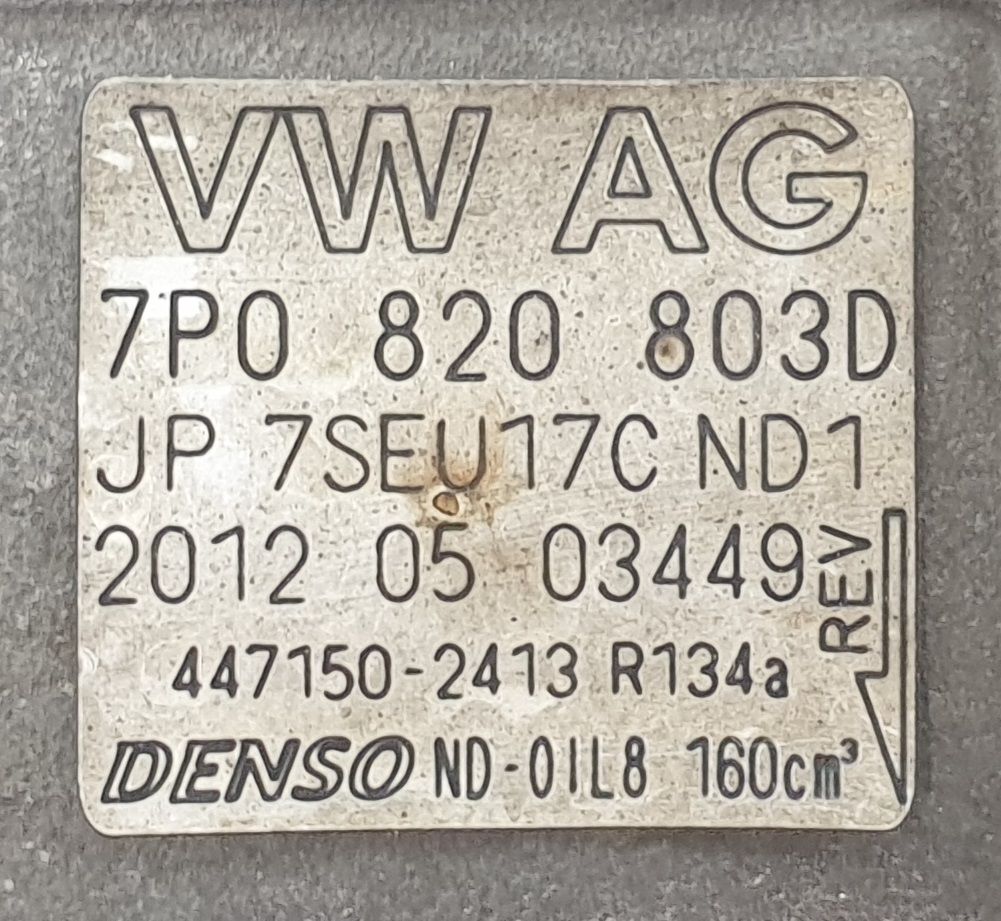 VW AG
7P0 820 803D
JP 7SEU17C ND1
2012 05 03449
REV
447150-2413 R134a
DENSO ND-OIL8 160cm³